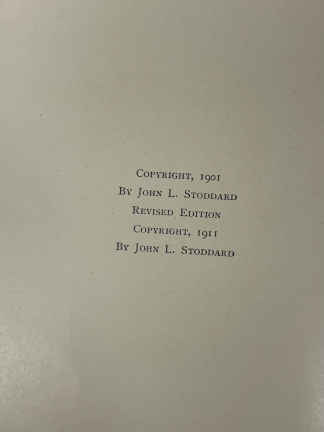 Copyright, 1901
By John L. Stoddard
Revised Edition
Copyright, 1911
By John L. Stoddard